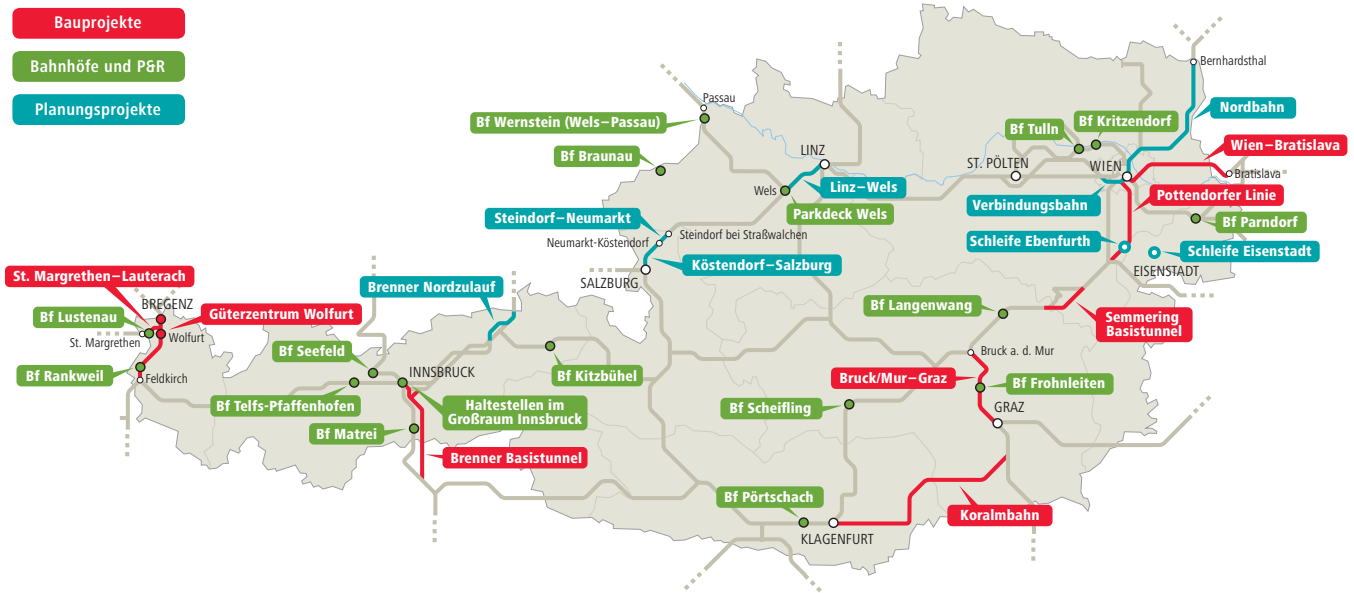 Bauprojekte
Bahnhöfe und P&R
Planungsprojekte
Bernhardsthal
Passau
Nordbahn
Bf Wernstein (Wels–Passau)
Bf Tulln
Bf Kritzendorf
Wien–Bratislava
Bf Braunau
LINZ
ST. PÖLTEN
WIEN
Bratislava
Wels
Linz–Wels
Pottendorfer Linie
Verbindungsbahn
Parkdeck Wels
Steindorf–Neumarkt
Bf Parndorf
Steindorf bei Straßwalchen
Neumarkt-Köstendorf
Schleife Ebenfurth
Schleife Eisenstadt
Köstendorf–Salzburg
EISENSTADT
St. Margrethen–Lauterach
SALZBURG
Brenner Nordzulauf
BREGENZ
Bf Langenwang
Bf Lustenau
Güterzentrum Wolfurt
Semmering
Basistunnel
St. Margrethen
Wolfurt
Bf Seefeld
Bruck a. d. Mur
Bf Rankweil
Feldkirch
INNSBRUCK
Bf Kitzbühel
Bruck/Mur–Graz
Bf Frohnleiten
Bf Telfs-Pfaffenhofen
Haltestellen im
Großraum Innsbruck
Bf Scheifling
GRAZ
Bf Matrei
Brenner Basistunnel
Bf Pörtschach
Koralmbahn
KLAGENFURT